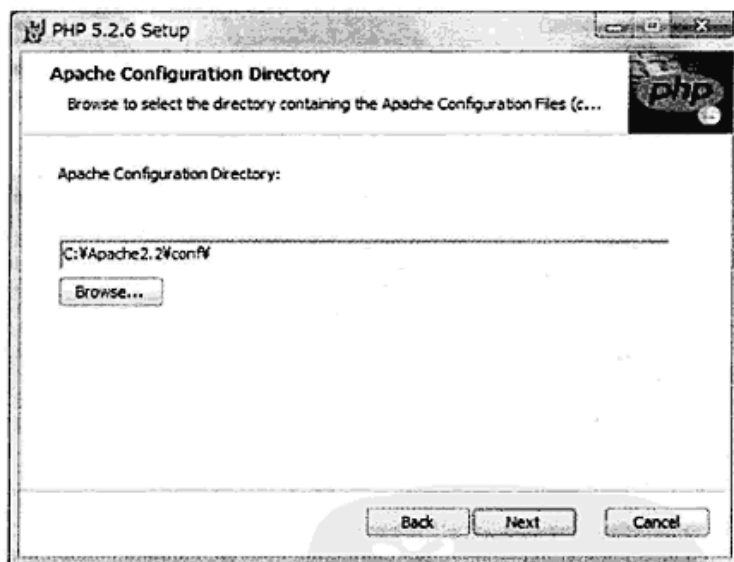 PHP 5.2.6 Setup
Apache Configuration Directory
Browse to select the directory containing the Apache Configuration Files (c...
php
Apache Configuration Directory:
C:¥Apache2.2¥conf¥
Browse...
Back
Next
Cancel